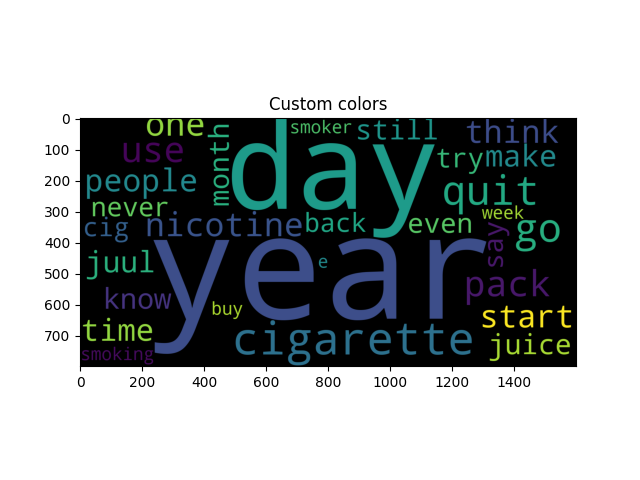 Custom colors
0
100
200
300
400
500
600
700
0
200
400
600
800
1000
1200
1400
one
month
smoker
still
think
use
day
try
make
people
quit
never
week
cig
nicotine
back
even
say
go
juul
year
e
know
buy
pack
time
start
smoking
cigarette
juice